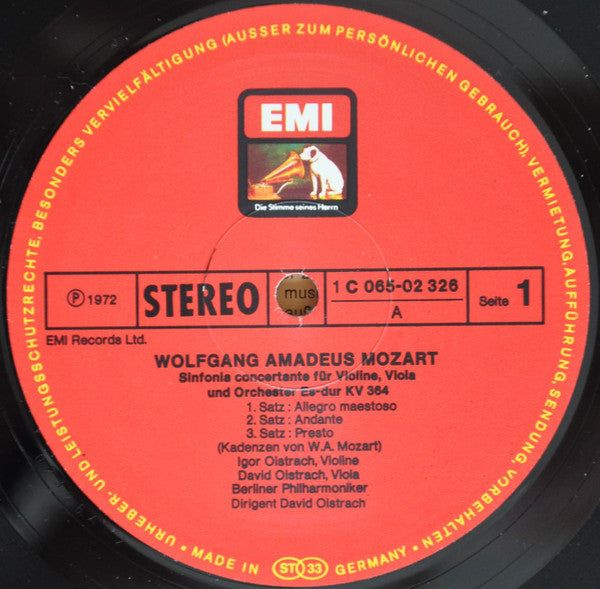 URHEBER- UND LEISTUNGSSCHUTZRECHTE, BESONDERS VERVIELFÄLTIGUNG (AUSSER ZUM PERSÖNLICHEN GEBRAUCH), VERMIETUNG, AUFFÜHRUNG, SENDUNG, VORBEHALTEN •
EMI
Die Stimme seines Herrn
℗ 1972
STEREO
mus
1 C 065-02 326
A
Seite 1
EMI Records Ltd.
WOLFGANG AMADEUS MOZART
Sinfonia concertante für Violine, Viola
und Orchester Es-dur KV 364
1. Satz : Allegro maestoso
2. Satz : Andante
3. Satz : Presto
(Kadenzen von W.A. Mozart)
Igor Oistrach, Violine
David Oistrach, Viola
Berliner Philharmoniker
Dirigent David Oistrach
• MADE IN ST 33 GERMANY •